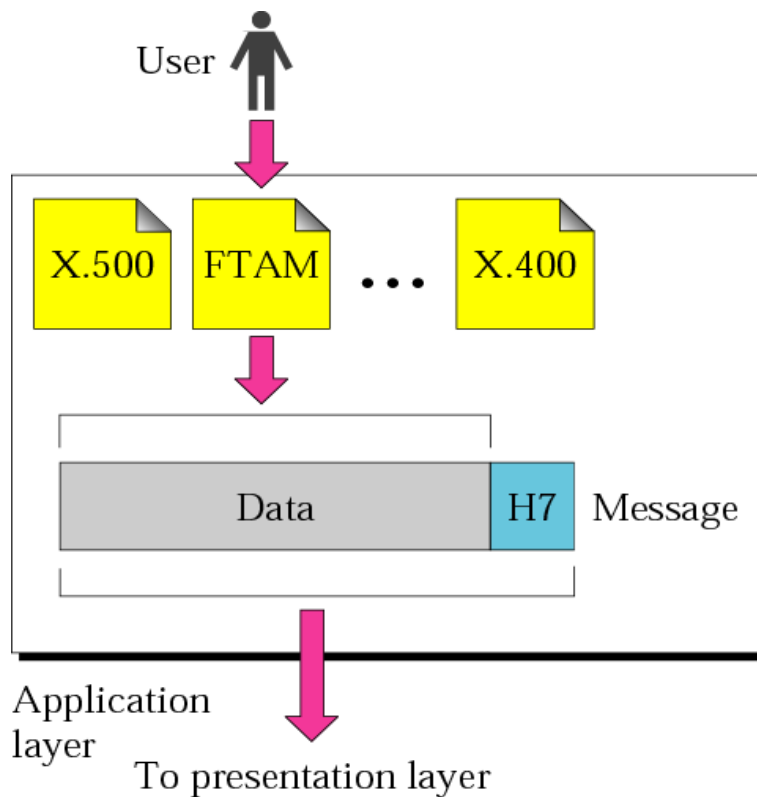 User
X.500
FTAM
...
X.400
Data
H7
Message
Application
layer
To presentation layer